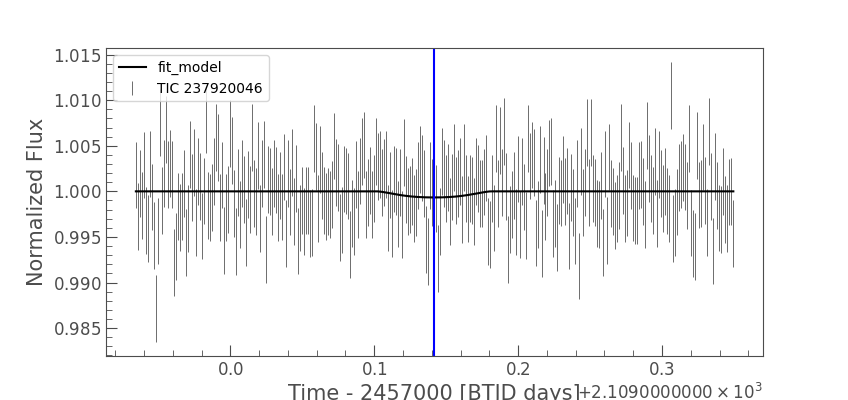 1.015
1.010
1.005
1.000
0.995
0.990
0.985
Normalized Flux
fit_model
TIC 237920046
0.0 0.1 0.2 0.3
Time - 2457000 [BTJD days]
+2.1090000000 × 10³